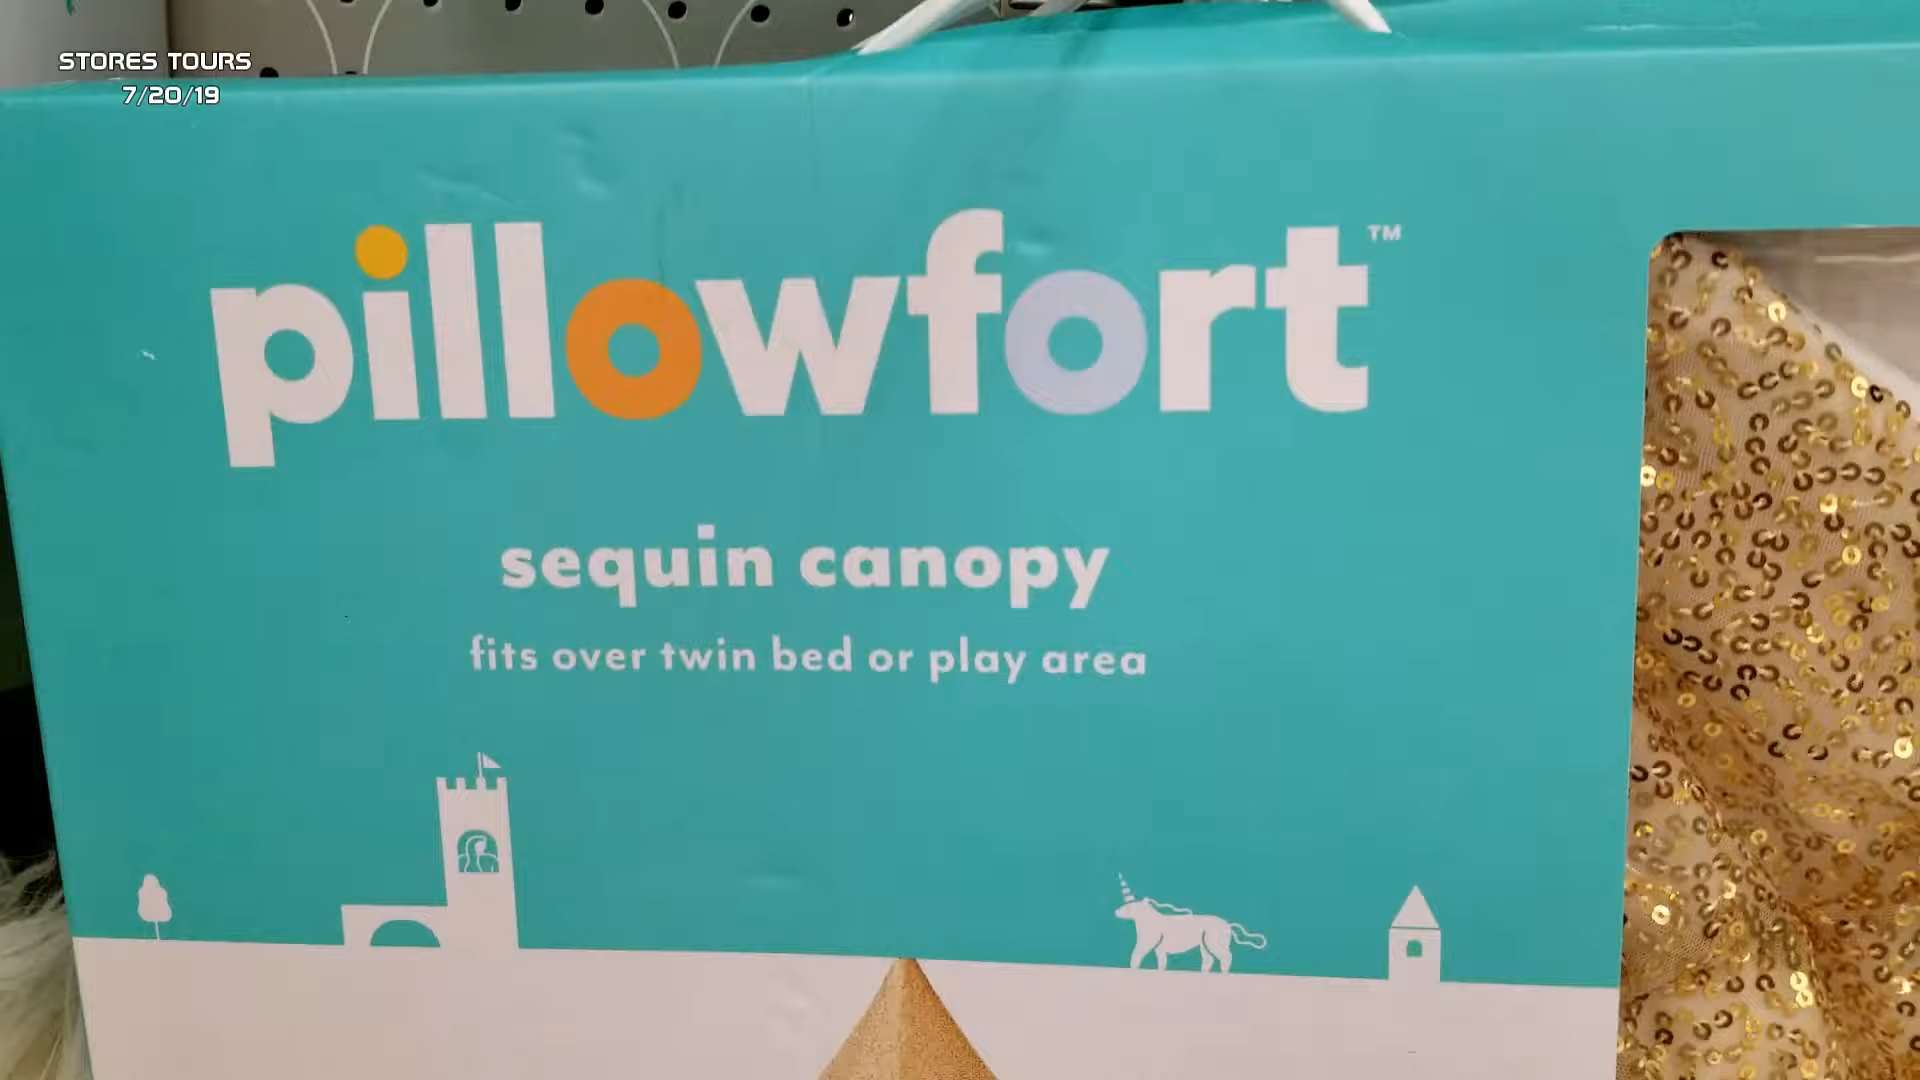 STORES TOURS
7/20/19
pillowfort™
sequin canopy
fits over twin bed or play area